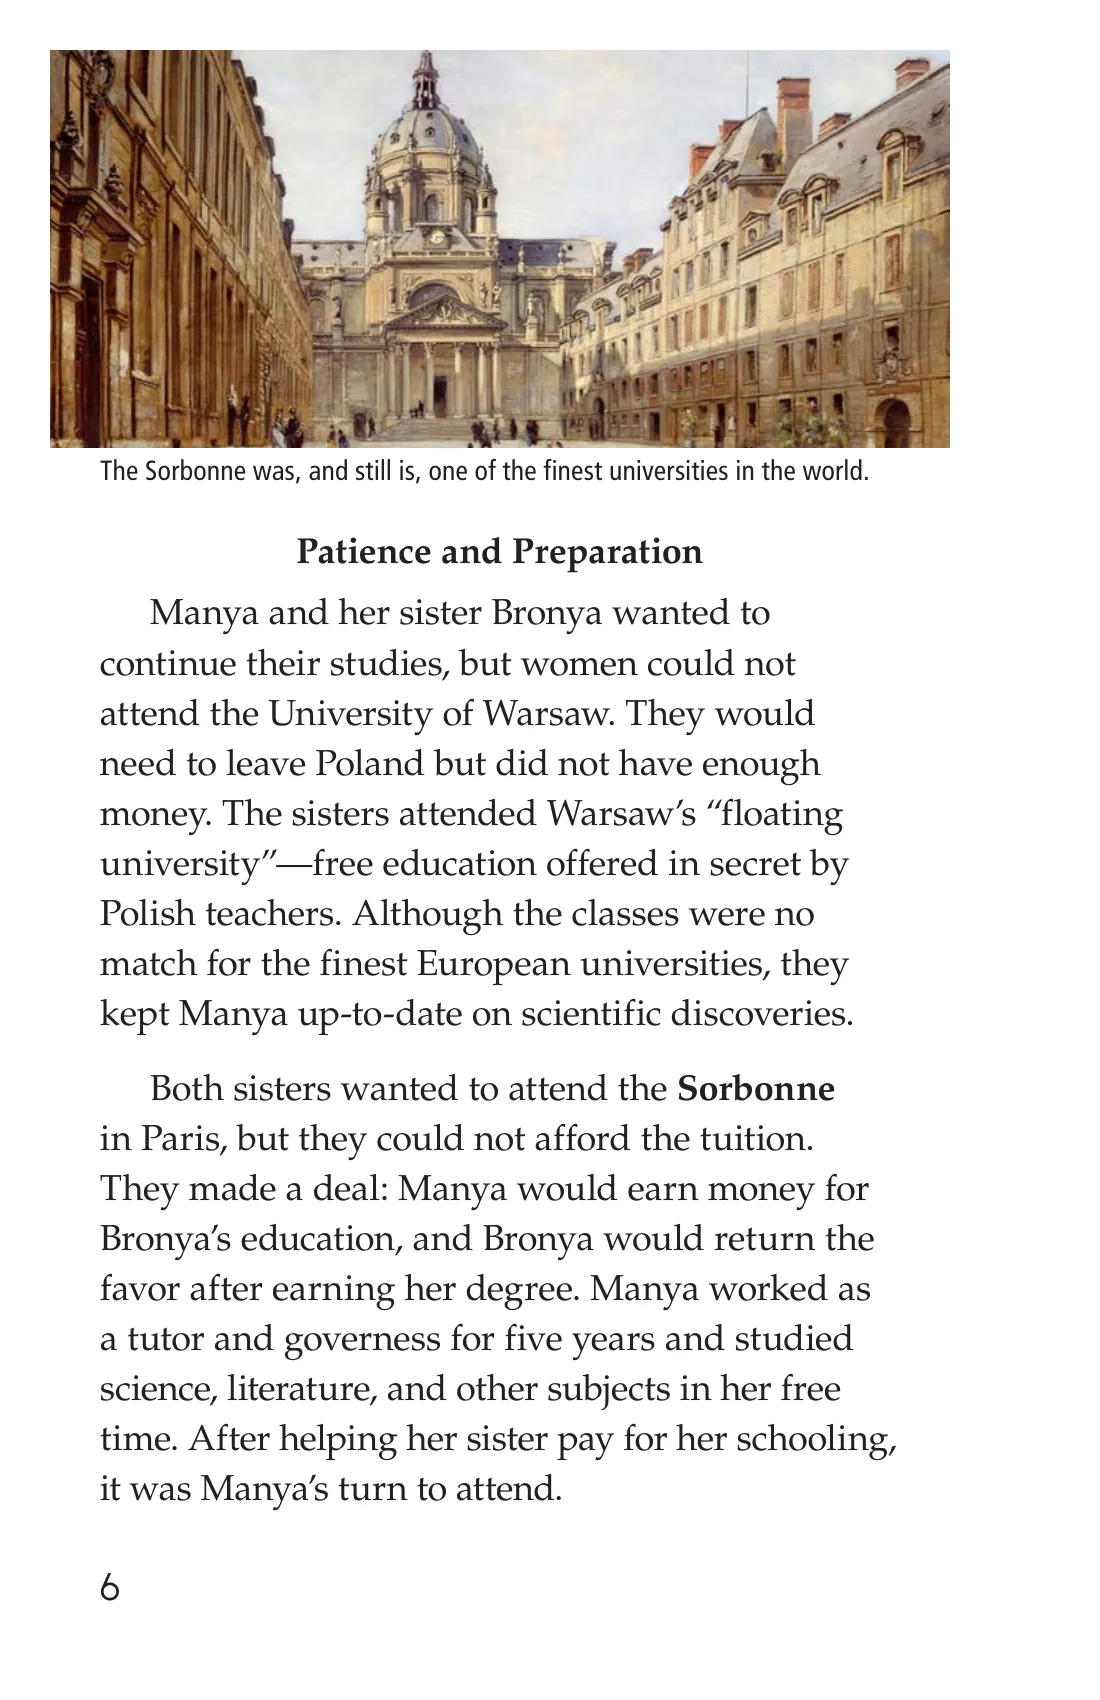 The Sorbonne was, and still is, one of the finest universities in the world.
Patience and Preparation
Manya and her sister Bronya wanted to
continue their studies, but women could not
attend the University of Warsaw. They would
need to leave Poland but did not have enough
money. The sisters attended Warsaw’s “floating
university”—free education offered in secret by
Polish teachers. Although the classes were no
match for the finest European universities, they
kept Manya up-to-date on scientific discoveries.
Both sisters wanted to attend the Sorbonne
in Paris, but they could not afford the tuition.
They made a deal: Manya would earn money for
Bronya’s education, and Bronya would return the
favor after earning her degree. Manya worked as
a tutor and governess for five years and studied
science, literature, and other subjects in her free
time. After helping her sister pay for her schooling,
it was Manya’s turn to attend.
6